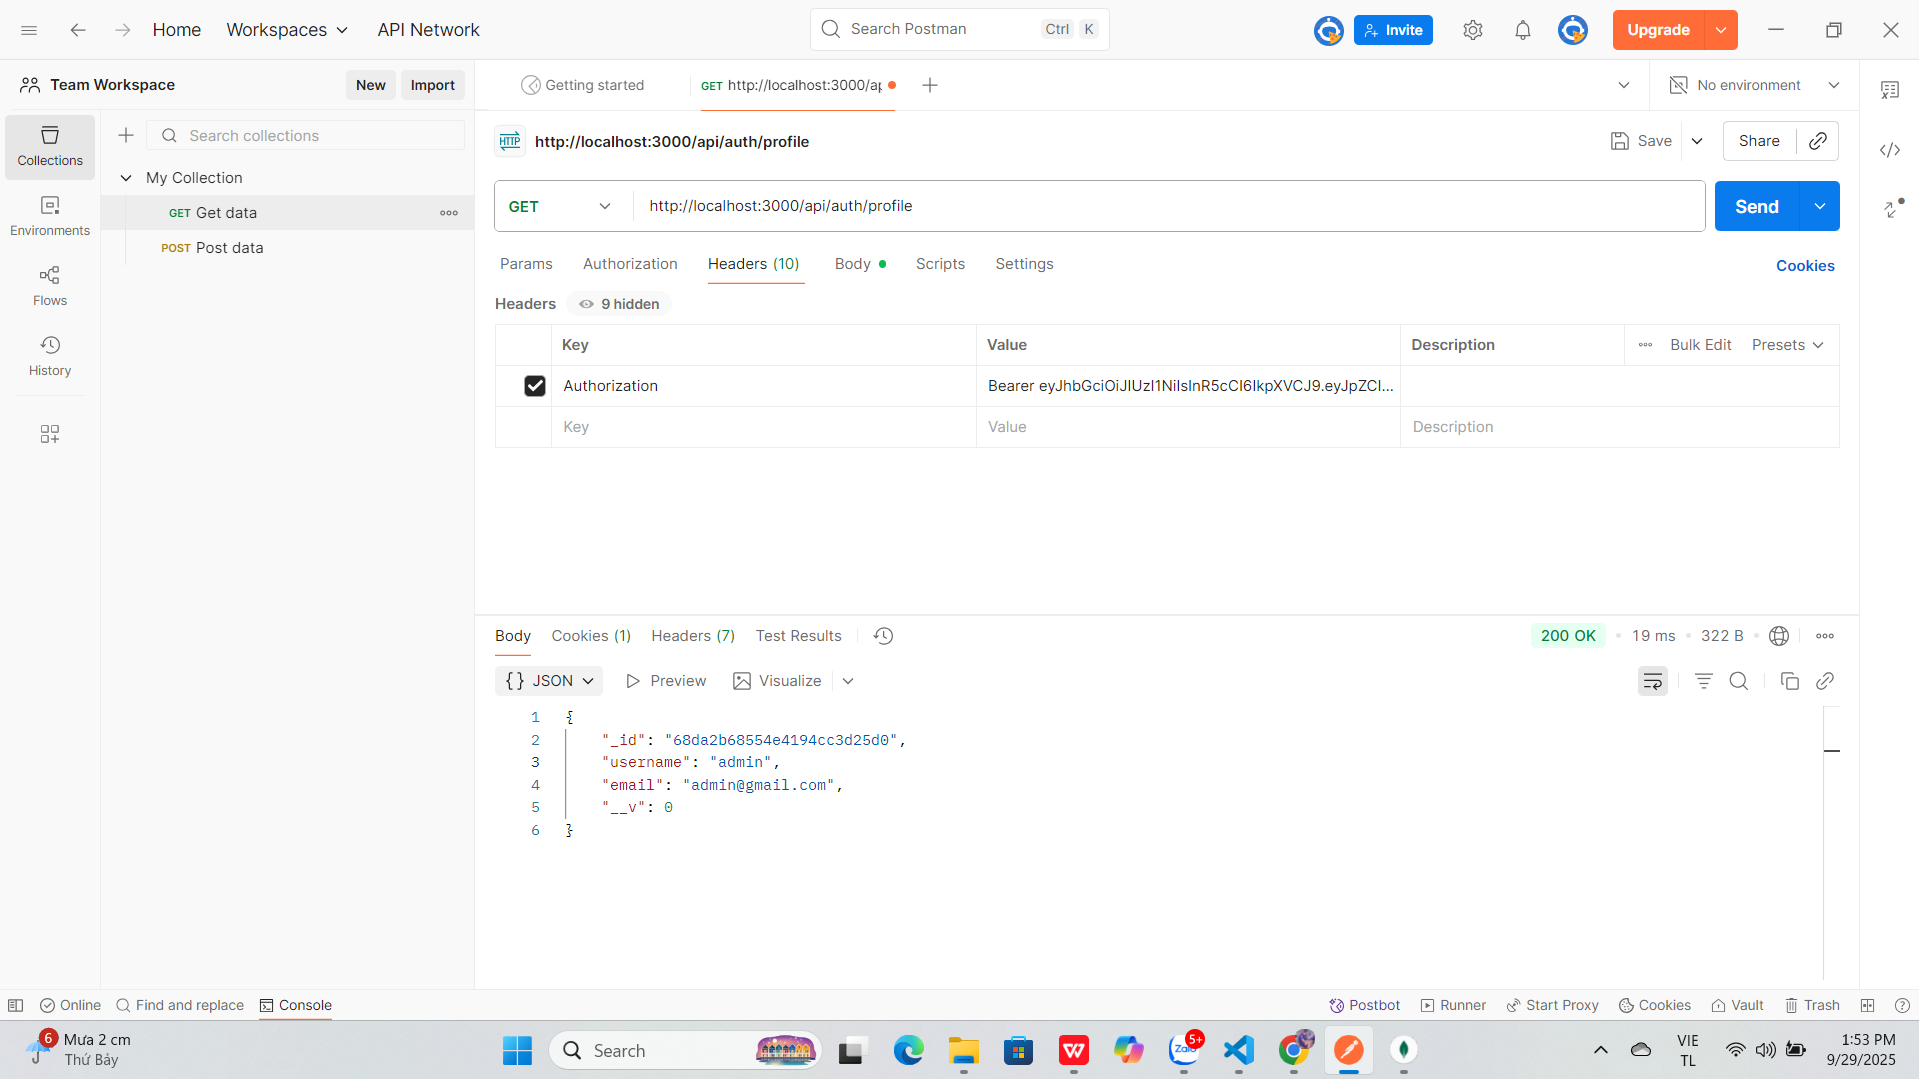 Home
Workspaces
API Network
Search Postman
Ctrl K
Invite
Upgrade
Team Workspace
New
Import
Getting started
GET http://localhost:3000/ap
No environment
Collections
Environments
Flows
History
Search collections
My Collection
GET Get data
POST Post data
HTTP
http://localhost:3000/api/auth/profile
Save
Share
GET
http://localhost:3000/api/auth/profile
Send
Params
Authorization
Headers (10)
Body
Scripts
Settings
Cookies
Headers
9 hidden
Key
Value
Description
Bulk Edit
Presets
Authorization
Bearer eyJhbGciOiJIUzI1NiIsInR5cCI6IkpXVCJ9.eyJpZCI...
Key
Value
Description
Body
Cookies (1)
Headers (7)
Test Results
200 OK
19 ms
322 B
{} JSON
Preview
Visualize
1 {
2 "_id": "68da2b68554e4194cc3d25d0",
3 "username": "admin",
4 "email": "admin@gmail.com",
5 "__v": 0
6 }
Online
Find and replace
Console
Postbot
Runner
Start Proxy
Cookies
Vault
Trash
6
Mưa 2 cm
Thứ Bảy
Search
Zalo
5+
VIE
TL
1:53 PM
9/29/2025